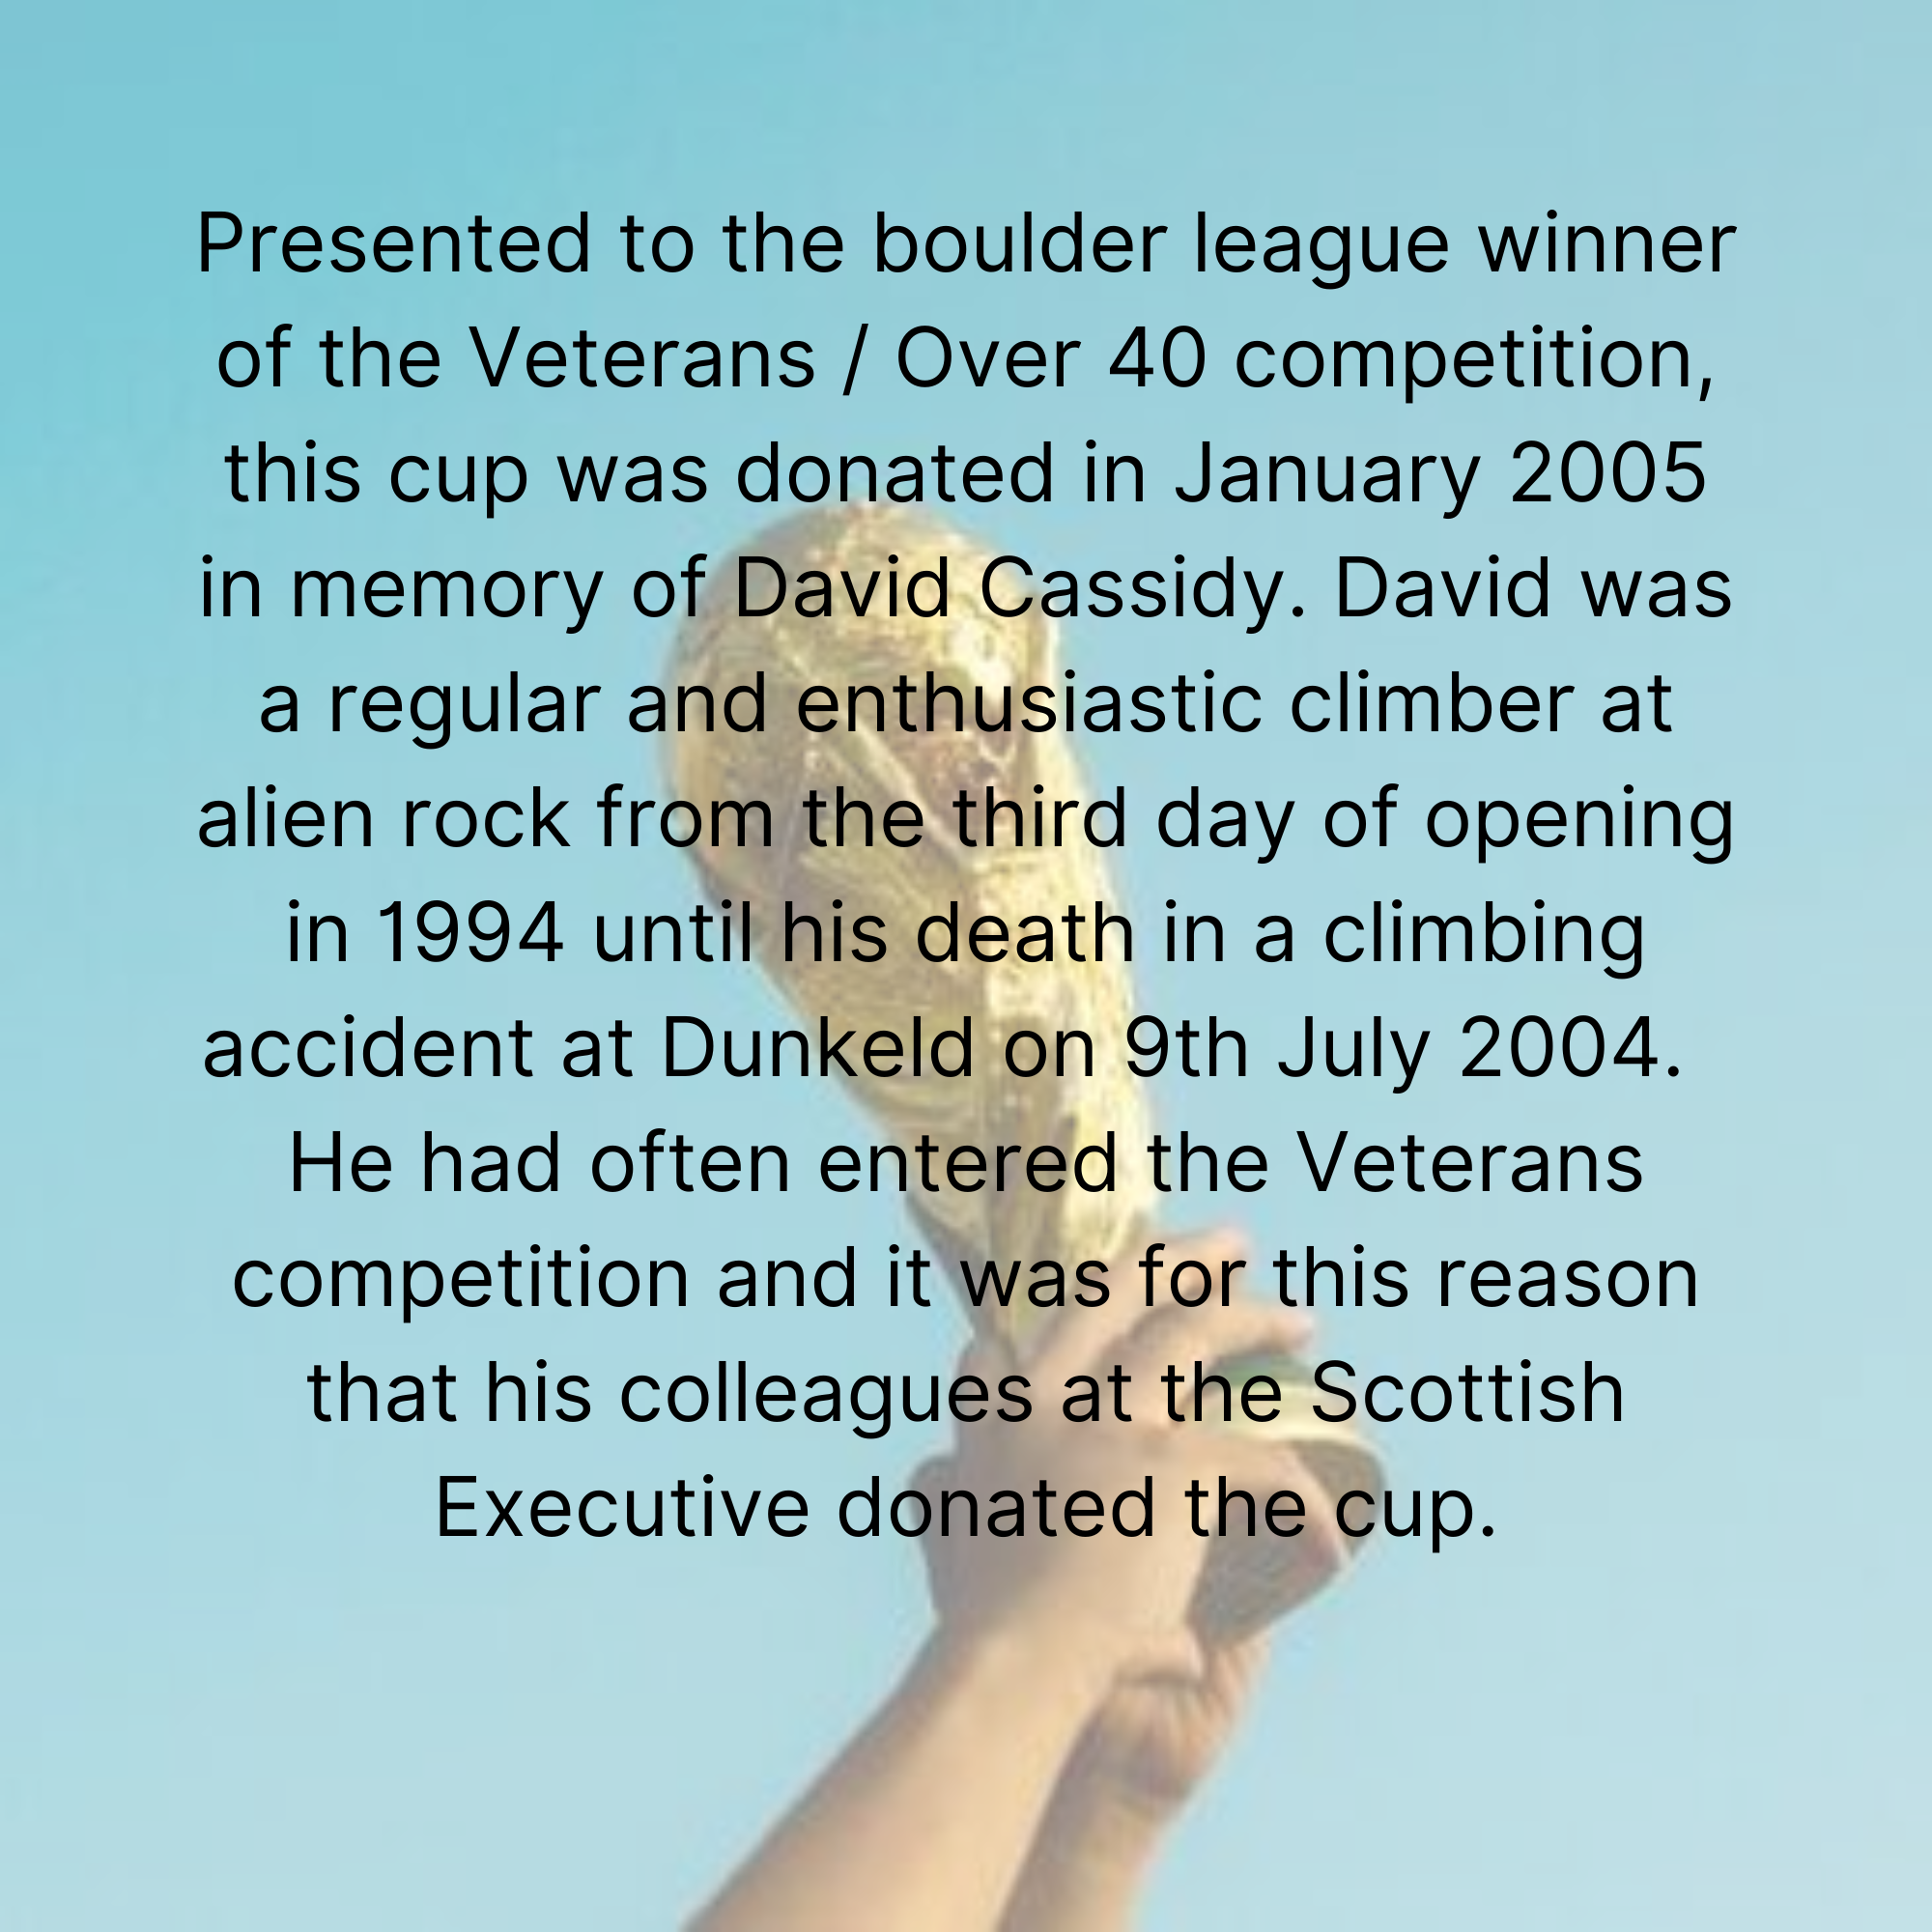 Presented to the boulder league winner
of the Veterans / Over 40 competition,
this cup was donated in January 2005
in memory of David Cassidy. David was
a regular and enthusiastic climber at
alien rock from the third day of opening
in 1994 until his death in a climbing
accident at Dunkeld on 9th July 2004.
He had often entered the Veterans
competition and it was for this reason
that his colleagues at the Scottish
Executive donated the cup.